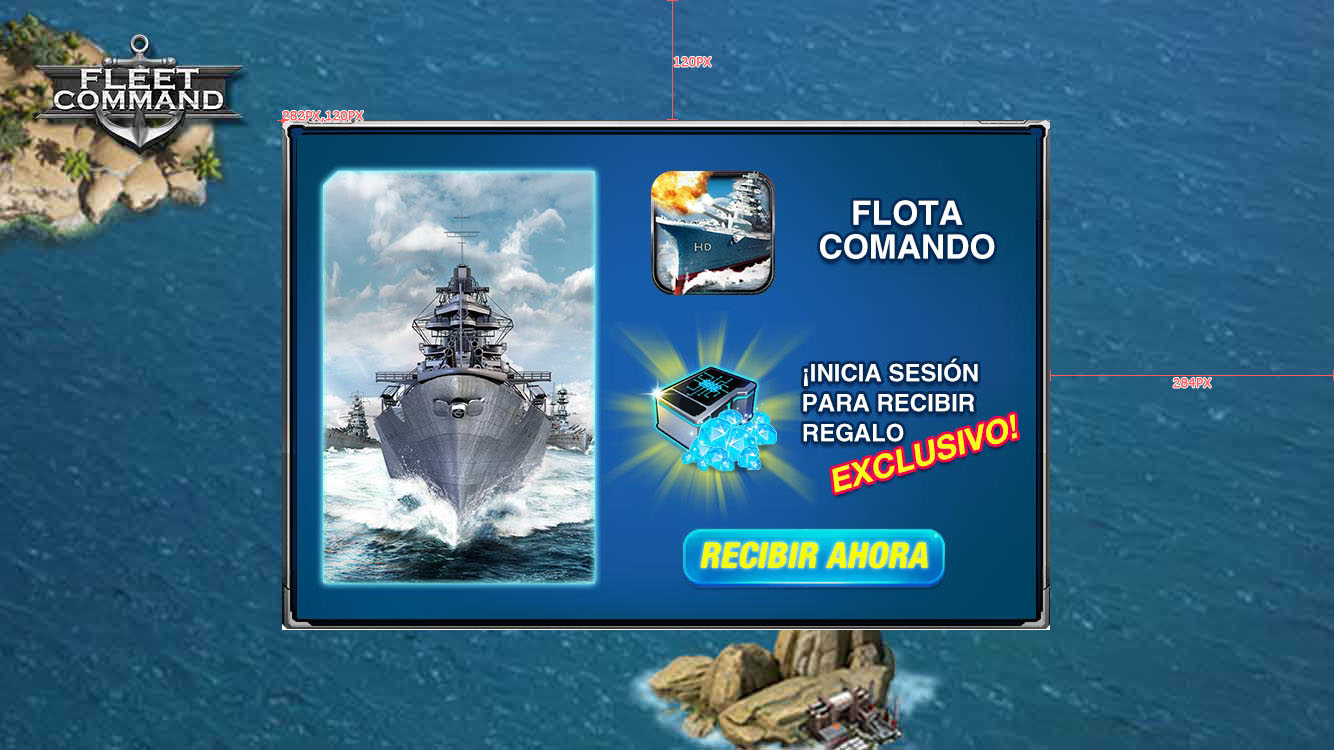 120PX
FLEET
COMMAND
282PX,120PX
FLOTA
COMANDO
HD
¡INICIA SESIÓN
PARA RECIBIR
REGALO
EXCLUSIVO!
284PX
RECIBIR AHORA